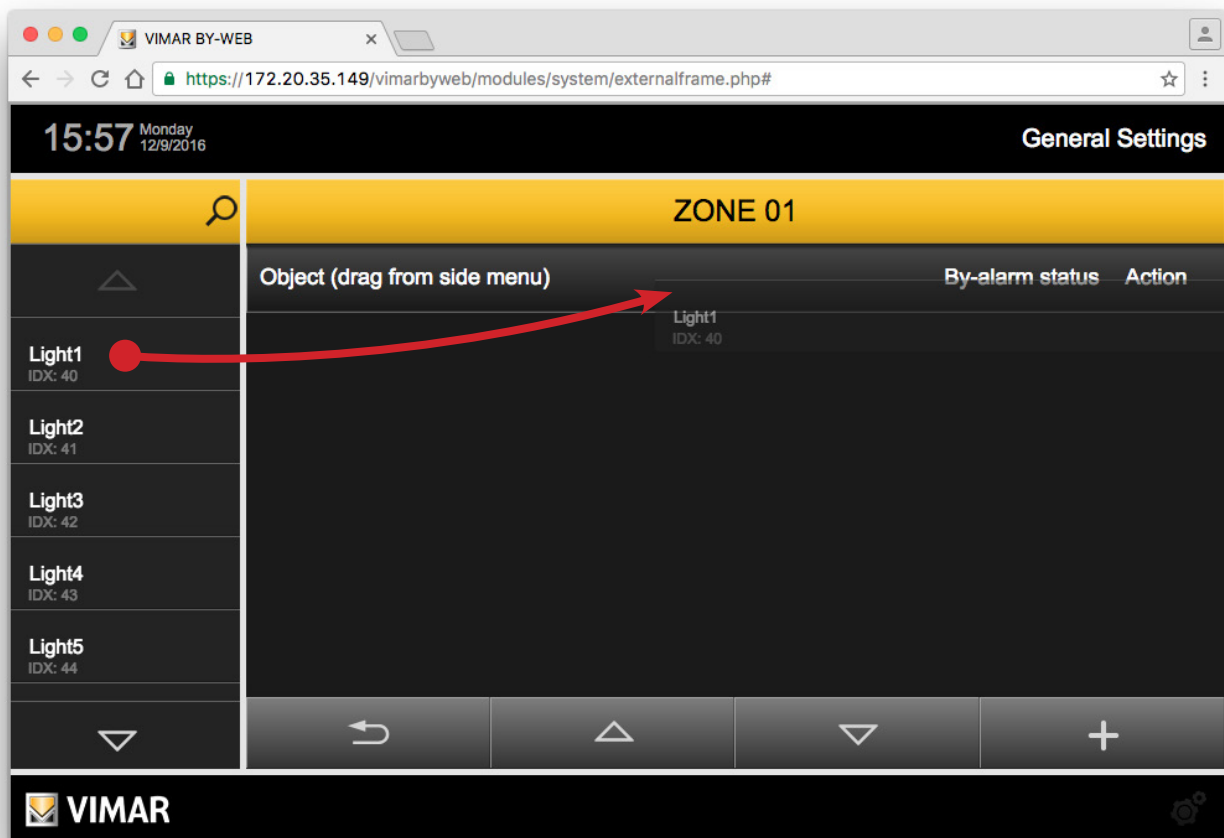 VIMAR BY-WEB
https://172.20.35.149/vimarbyweb/modules/system/externalframe.php#
15:57 Monday
12/9/2016
General Settings
ZONE 01
Object (drag from side menu)
By-alarm status Action
Light1
IDX: 40
Light1
IDX: 40
Light2
IDX: 41
Light3
IDX: 42
Light4
IDX: 43
Light5
IDX: 44
VIMAR